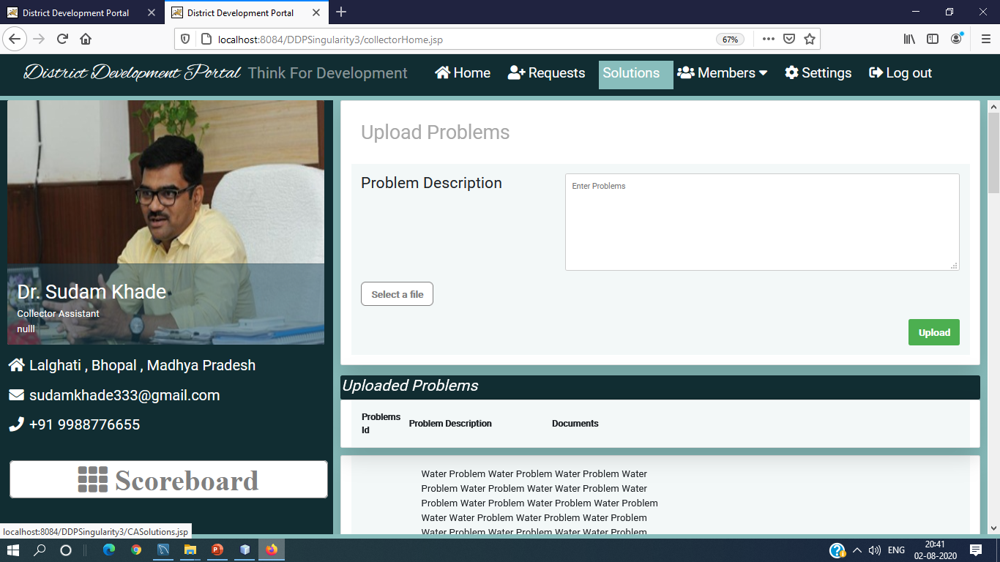 District Development Portal
District Development Portal
localhost:8084/DDPSingularity3/collectorHome.jsp
67%
District Development Portal Think For Development
Home
Requests
Solutions
Members
Settings
Log out
Dr. Sudam Khade
Collector Assistant
nulll
Lalghati , Bhopal , Madhya Pradesh
sudamkhade333@gmail.com
+91 9988776655
Scoreboard
Upload Problems
Problem Description
Enter Problems
Select a file
Upload
Uploaded Problems
Problems
Id
Problem Description
Documents
Water Problem Water Problem Water Problem Water
Problem Water Problem Water Water Problem Water
Problem Water Problem Water Problem Water Problem
Water Water Problem Water Problem Water Problem
Water Problem Water Problem Water Water Problem
localhost:8084/DDPSingularity3/CASolutions.jsp
ENG
20:41
02-08-2020